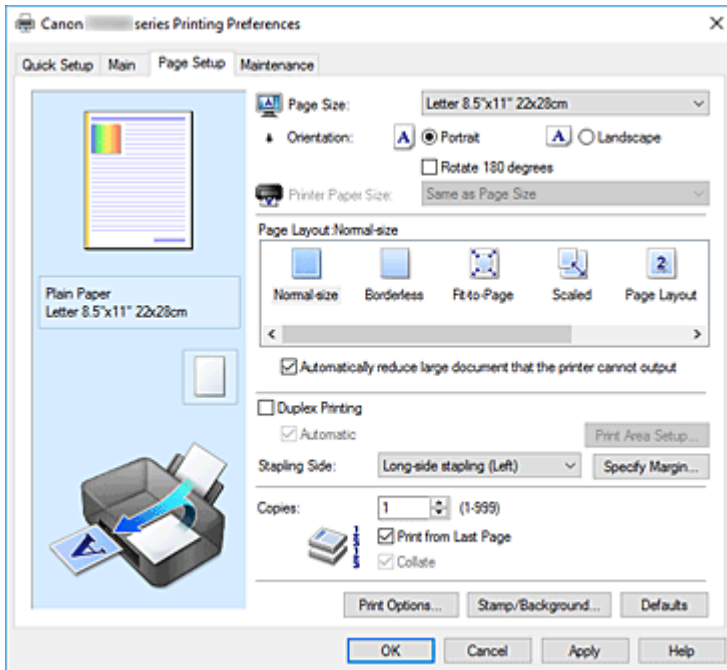 Canon series Printing Preferences
Quick Setup Main Page Setup Maintenance
Page Size: Letter 8.5"x11" 22x28cm
Orientation: A Portrait A Landscape
Rotate 180 degrees
Printer Paper Size: Same as Page Size
Page Layout:Normal-size
2
Normal-size Borderless Fit-to-Page Scaled Page Layout
Plain Paper
Letter 8.5"x11" 22x28cm
Automatically reduce large document that the printer cannot output
Duplex Printing
Automatic Print Area Setup...
Stapling Side: Long-side stapling (Left) Specify Margin...
Copies: 1 (1-999)
Print from Last Page
Collate
A
Print Options... Stamp/Background... Defaults
OK Cancel Apply Help